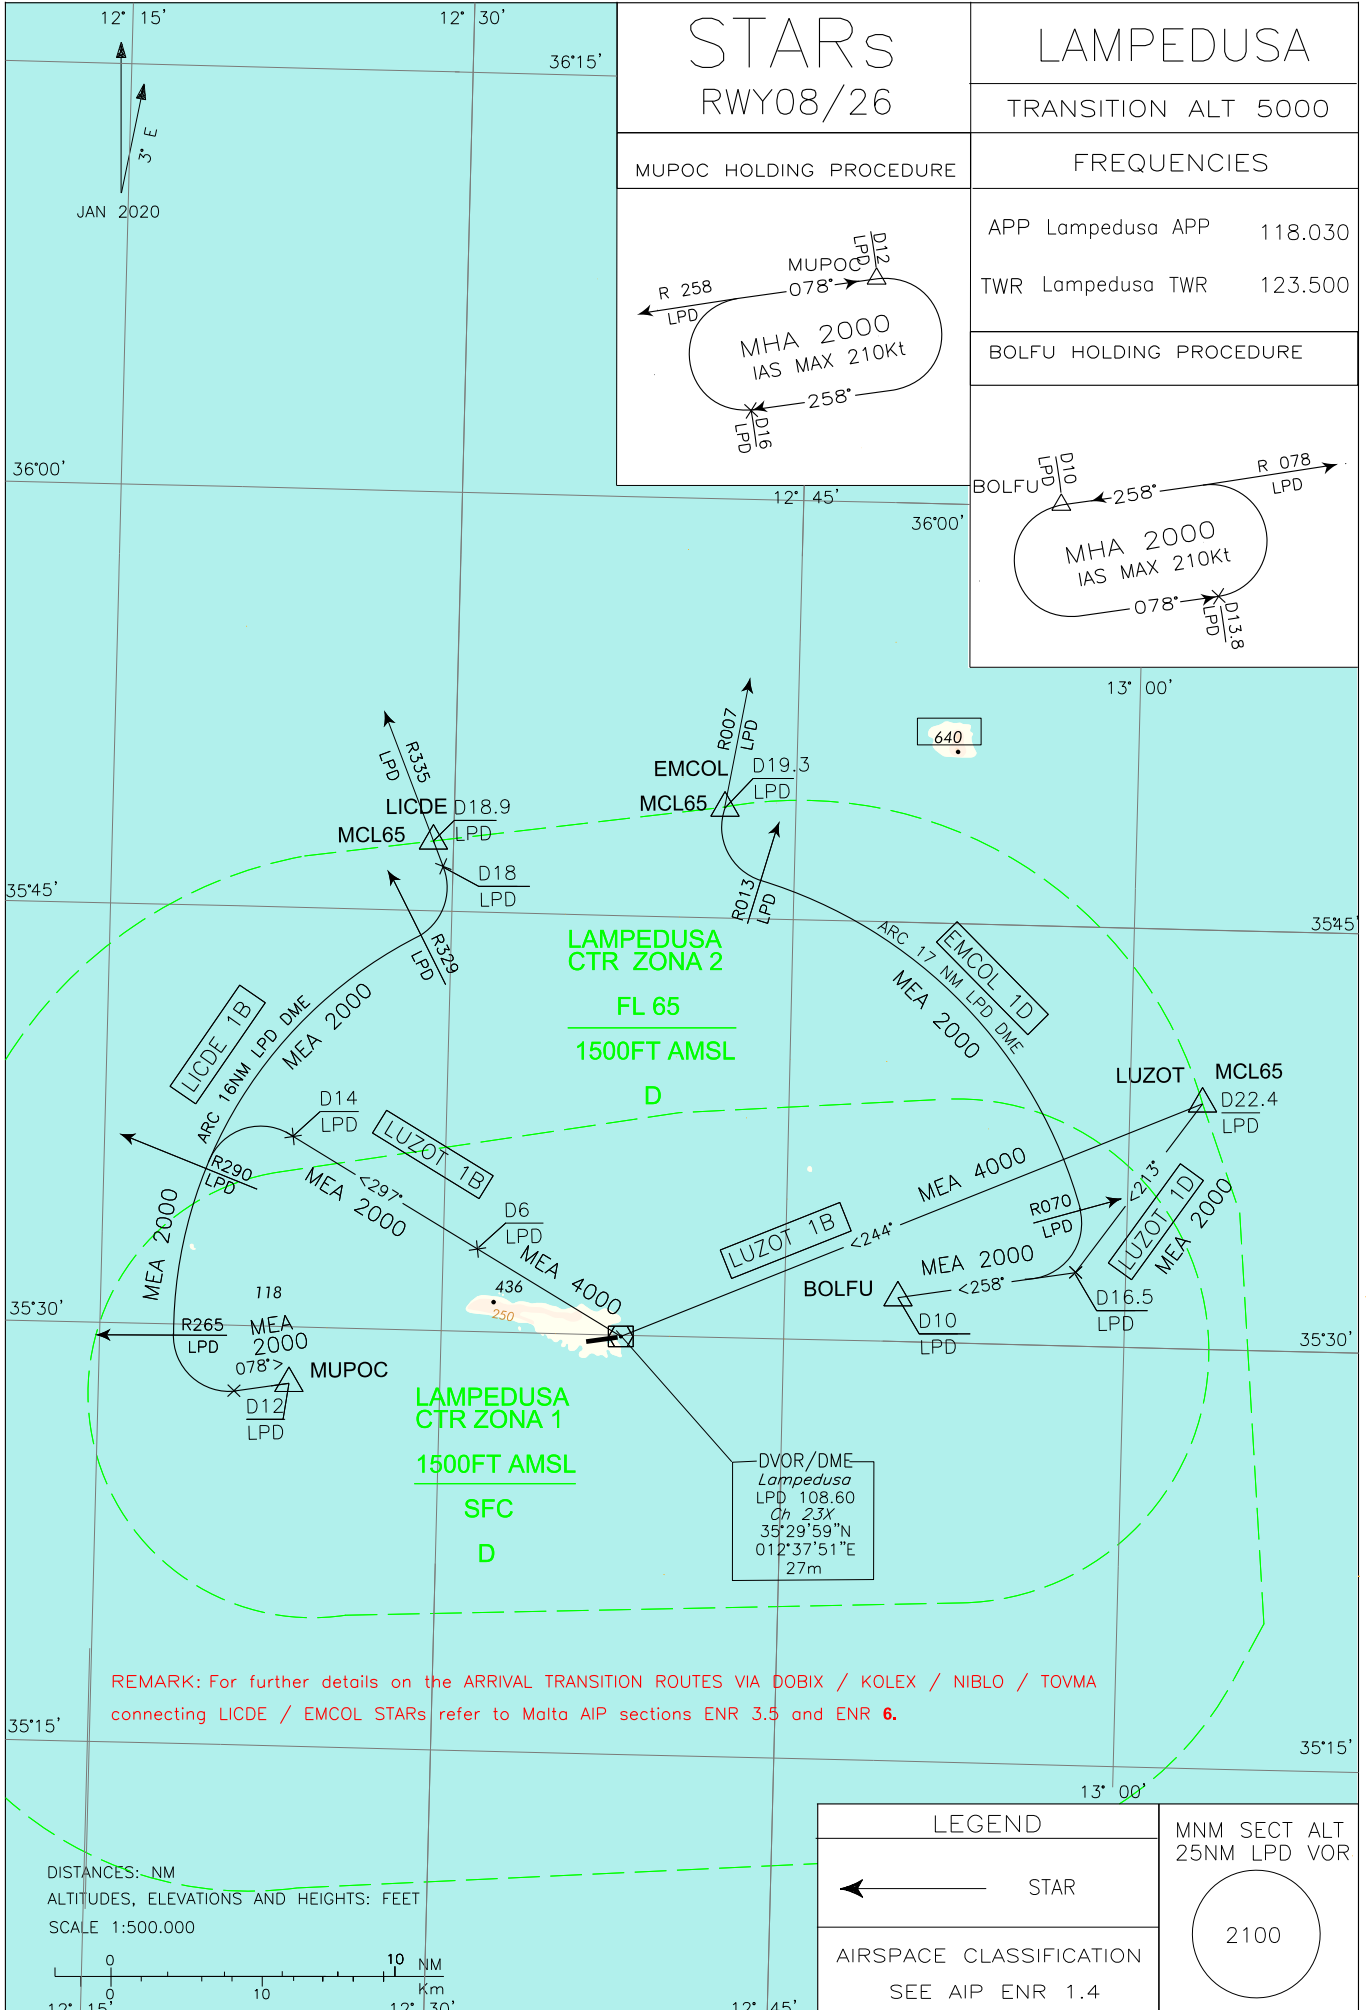 12° 15'
12° 30'
36°15'
3° E
JAN 2020
STARs
RWY08/26
LAMPEDUSA
TRANSITION ALT 5000
MUPOC HOLDING PROCEDURE
FREQUENCIES
APP Lampedusa APP 118.030
TWR Lampedusa TWR 123.500
D12
LPD
MUPOC
R 258
LPD
078°
MHA 2000
IAS MAX 210Kt
258°
D16
LPD
BOLFU HOLDING PROCEDURE
D10
LPD
BOLFU
R 078
LPD
258°
MHA 2000
IAS MAX 210Kt
078°
D13.8
LPD
36°00'
12° 45'
36°00'
13° 00'
640
R007
LPD
EMCOL
MCL65
D19.3
LPD
R335
LPD
LICDE
MCL65
D18.9
LPD
D18
LPD
R013
LPD
R329
LPD
35°45'
35°45'
LAMPEDUSA
CTR ZONA 2
FL 65
1500FT AMSL
D
ARC 17 NM LPD DME
EMCOL 1D
MEA 2000
LICDE 1B
ARC 16NM LPD DME
MEA 2000
LUZOT
MCL65
D22.4
LPD
D14
LPD
LUZOT 1B
R290
LPD
<297°
MEA 2000
D6
LPD
MEA 4000
MEA 4000
LUZOT 1B
<244°
R070
LPD
<213°
LUZOT 1D
MEA 2000
MEA 2000
<258°
BOLFU
D10
LPD
D16.5
LPD
MEA 2000
118
436
250
35°30'
35°30'
R265
LPD
MEA
2000
078°>
MUPOC
D12
LPD
LAMPEDUSA
CTR ZONA 1
1500FT AMSL
SFC
D
DVOR/DME
Lampedusa
LPD 108.60
Ch 23X
35°29'59"N
012°37'51"E
27m
REMARK: For further details on the ARRIVAL TRANSITION ROUTES VIA DOBIX / KOLEX / NIBLO / TOVMA
connecting LICDE / EMCOL STARs refer to Malta AIP sections ENR 3.5 and ENR 6.
35°15'
35°15'
13° 00'
DISTANCES: NM
ALTITUDES, ELEVATIONS AND HEIGHTS: FEET
SCALE 1:500.000
0 10 NM
0 10 Km
12° 15'
12° 30'
12° 45'
LEGEND
STAR
AIRSPACE CLASSIFICATION
SEE AIP ENR 1.4
MNM SECT ALT
25NM LPD VOR
2100